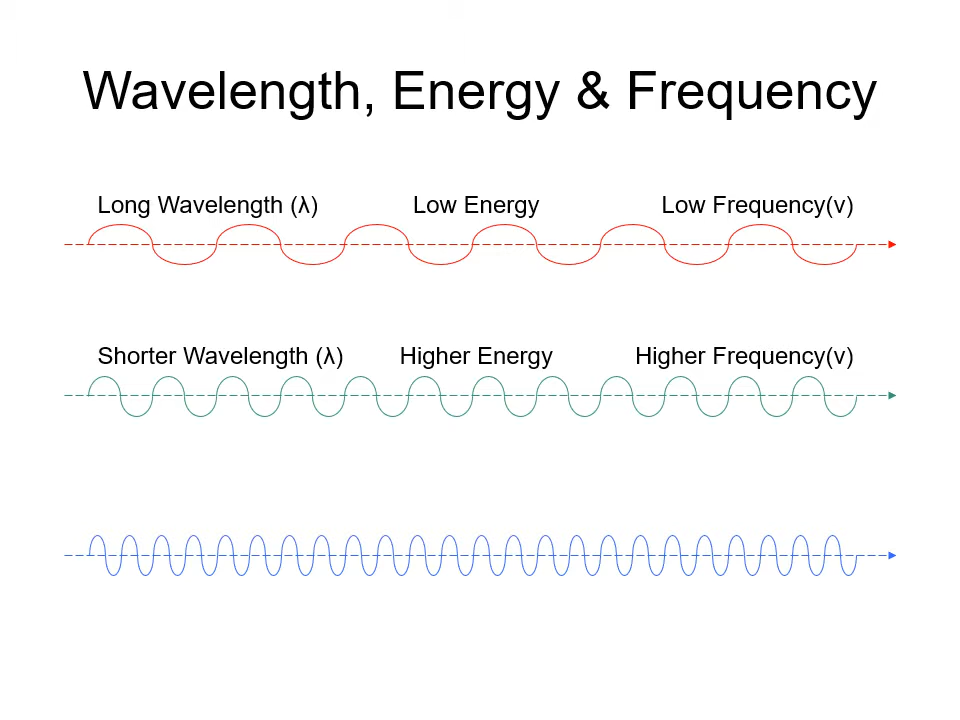 Wavelength, Energy & Frequency
Long Wavelength (λ) Low Energy Low Frequency(v)
Shorter Wavelength (λ) Higher Energy Higher Frequency(v)